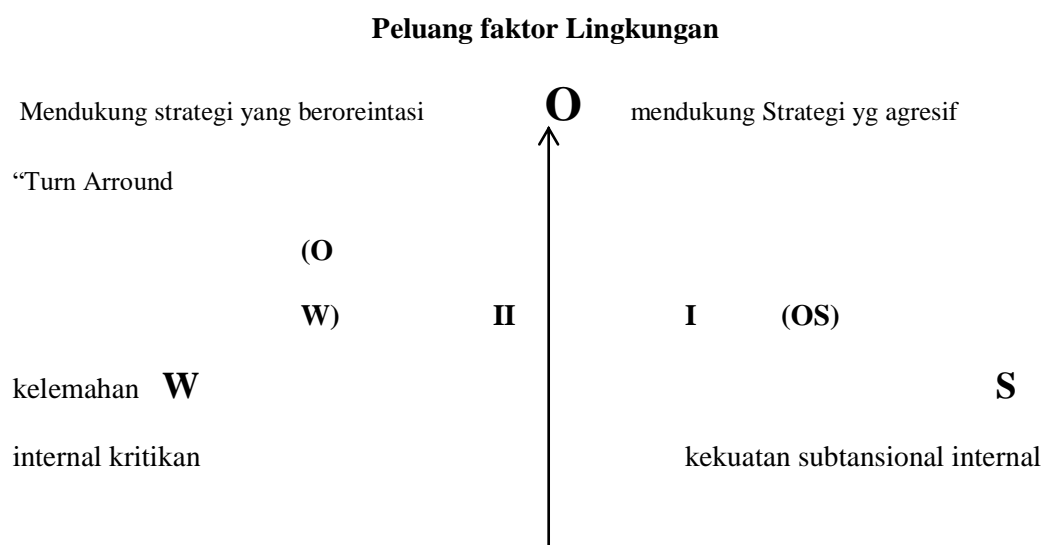 Peluang faktor Lingkungan
Mendukung strategi yang beroreintasi O mendukung Strategi yg agresif
“Turn Arround
(O
W) II I (OS)
kelemahan W S
internal kritikan kekuatan subtansional internal